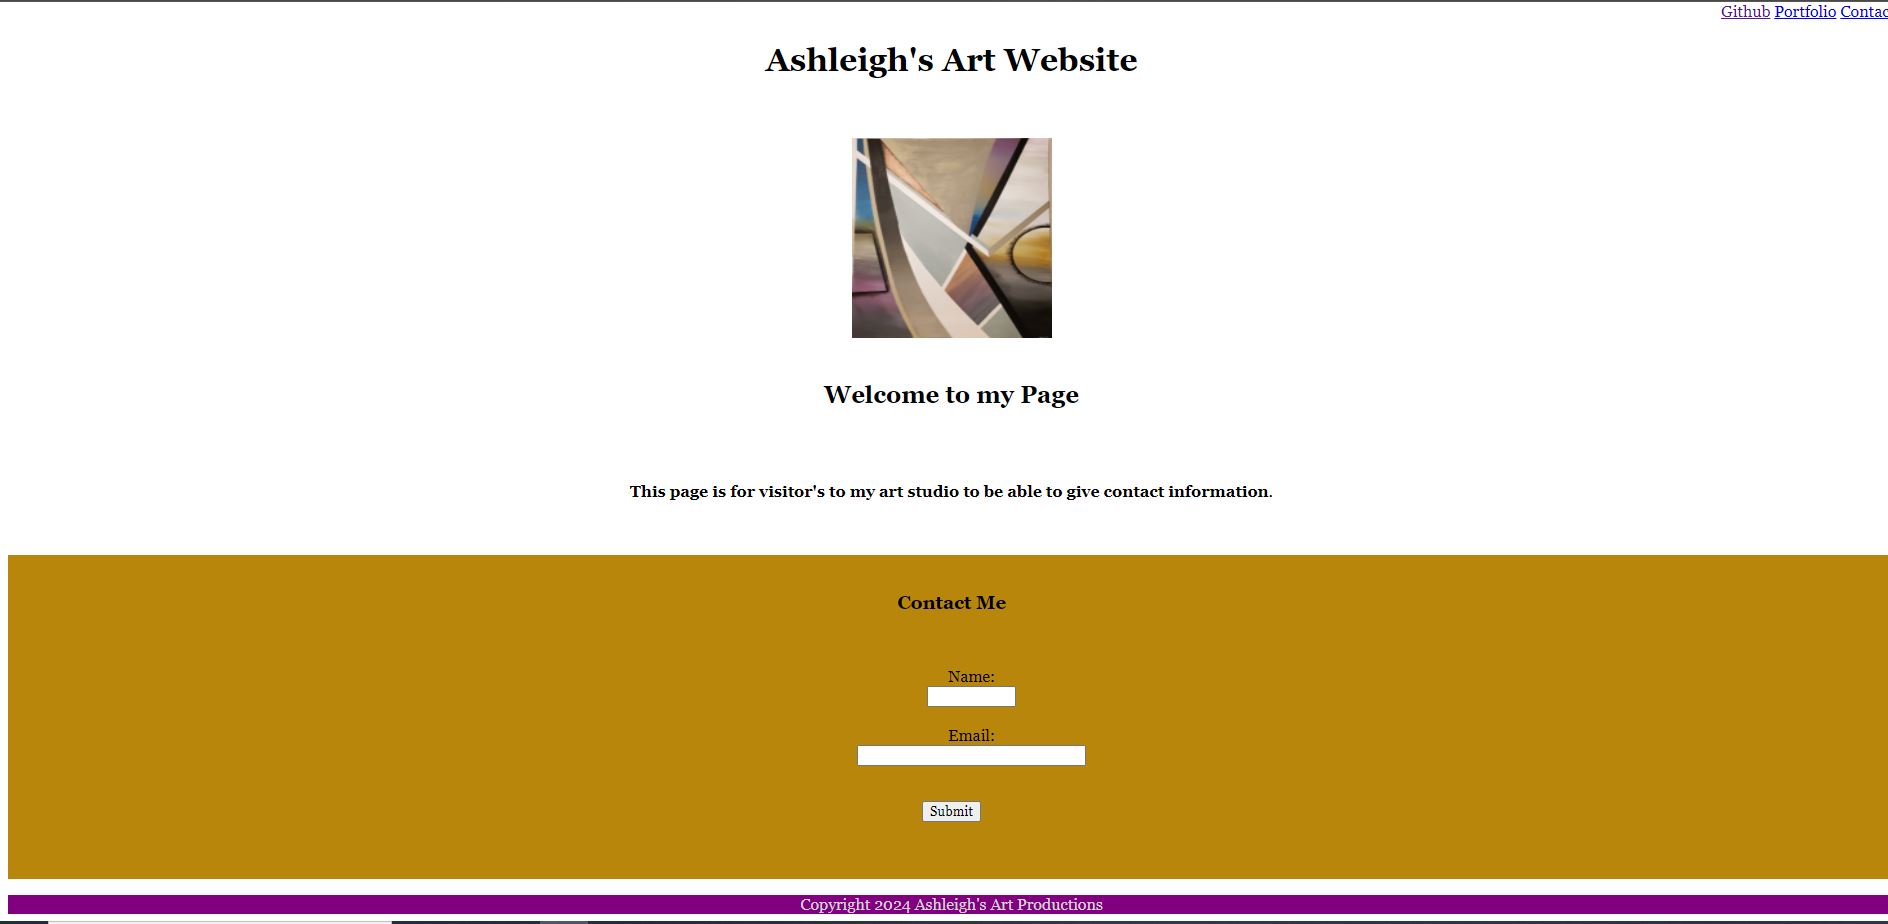 Github Portfolio Contac
Ashleigh's Art Website
Welcome to my Page
This page is for visitor's to my art studio to be able to give contact information.
Contact Me
Name:
Email:
Submit
Copyright 2024 Ashleigh's Art Productions